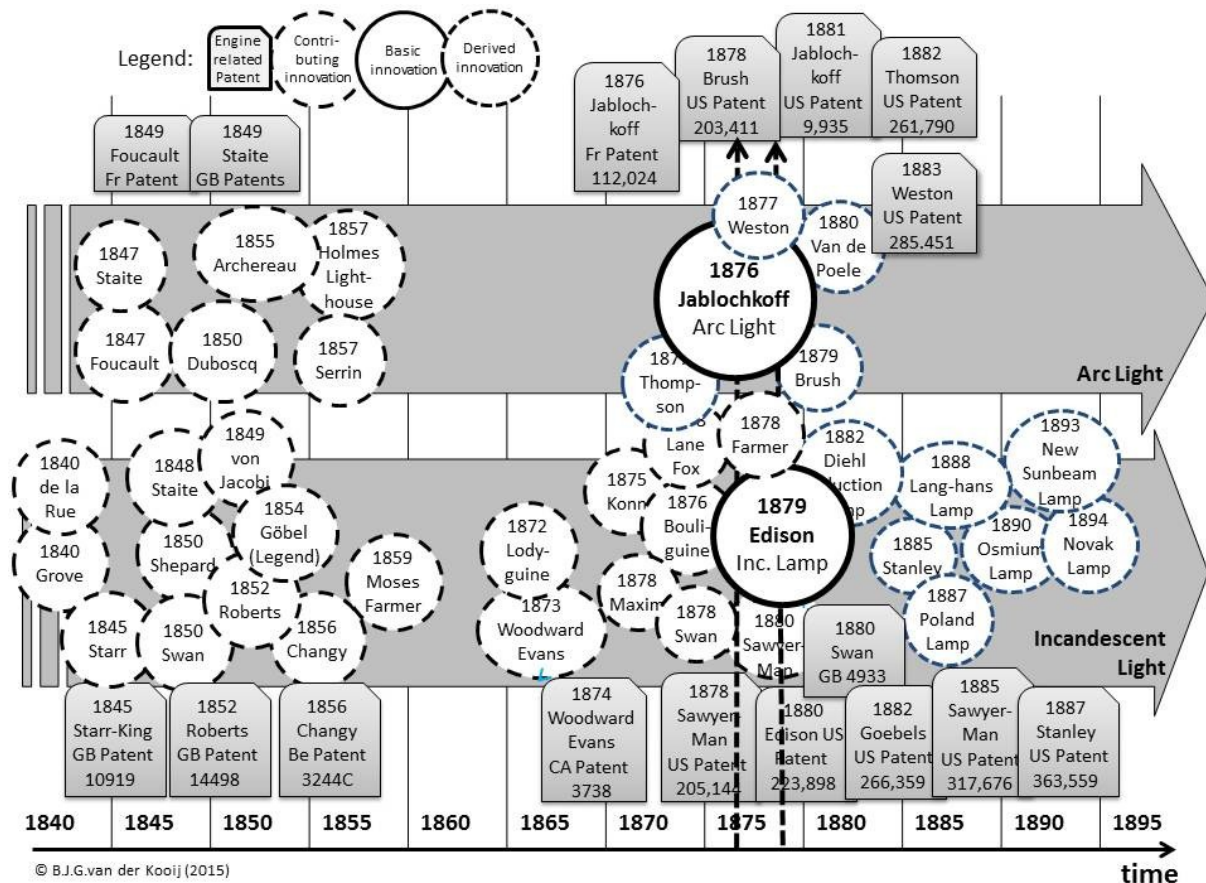 Legend:
Engine
related
Patent
Contri-
buting
innovation
Basic
innovation
Derived
innovation
1849
Foucault
Fr Patent
1849
Staite
GB Patents
1876
Jabloch-
koff
Fr Patent
112,024
1878
Brush
US Patent
203,411
1881
Jabloch-
koff
US Patent
9,935
1882
Thomson
US Patent
261,790
1883
Weston
US Patent
285.451
1847
Staite
1855
Archereau
1857
Holmes
Light-
house
1847
Foucault
1850
Duboscq
1857
Serrin
1877
Weston
1880
Van de
Poele
1876
Jablochkoff
Arc Light
Thomp-
son
1879
Brush
Arc Light
1840
de la
Rue
1840
Grove
1848
Staite
1849
von
Jacobi
1854
Göbel
(Legend)
1850
Shepard
1852
Roberts
1845
Starr
1850
Swan
1856
Changy
1859
Moses
Farmer
1872
Lody-
guine
1873
Woodward
Evans
1875
Konn
Lane
Fox
1876
Bouli-
guine
1878
Maxim
1878
Swan
1878
Farmer
1879
Edison
Inc. Lamp
1880
Sawyer-
Man
1882
Diehl
1888
Lang-hans
Lamp
1893
New
Sunbeam
Lamp
1885
Stanley
1890
Osmium
Lamp
1894
Novak
Lamp
1887
Poland
Lamp
Incandescent
Light
1845
Starr-King
GB Patent
10919
1852
Roberts
GB Patent
14498
1856
Changy
Be Patent
3244C
1874
Woodward
Evans
CA Patent
3738
1878
Sawyer-
Man
US Patent
205,144
1880
Edison US
Patent
223,898
1880
Swan
GB 4933
1882
Goebels
US Patent
266,359
1885
Sawyer-
Man
US Patent
317,676
1887
Stanley
US Patent
363,559
1840 1845 1850 1855 1860 1865 1870 1875 1880 1885 1890 1895
© B.J.G.van der Kooij (2015)
time